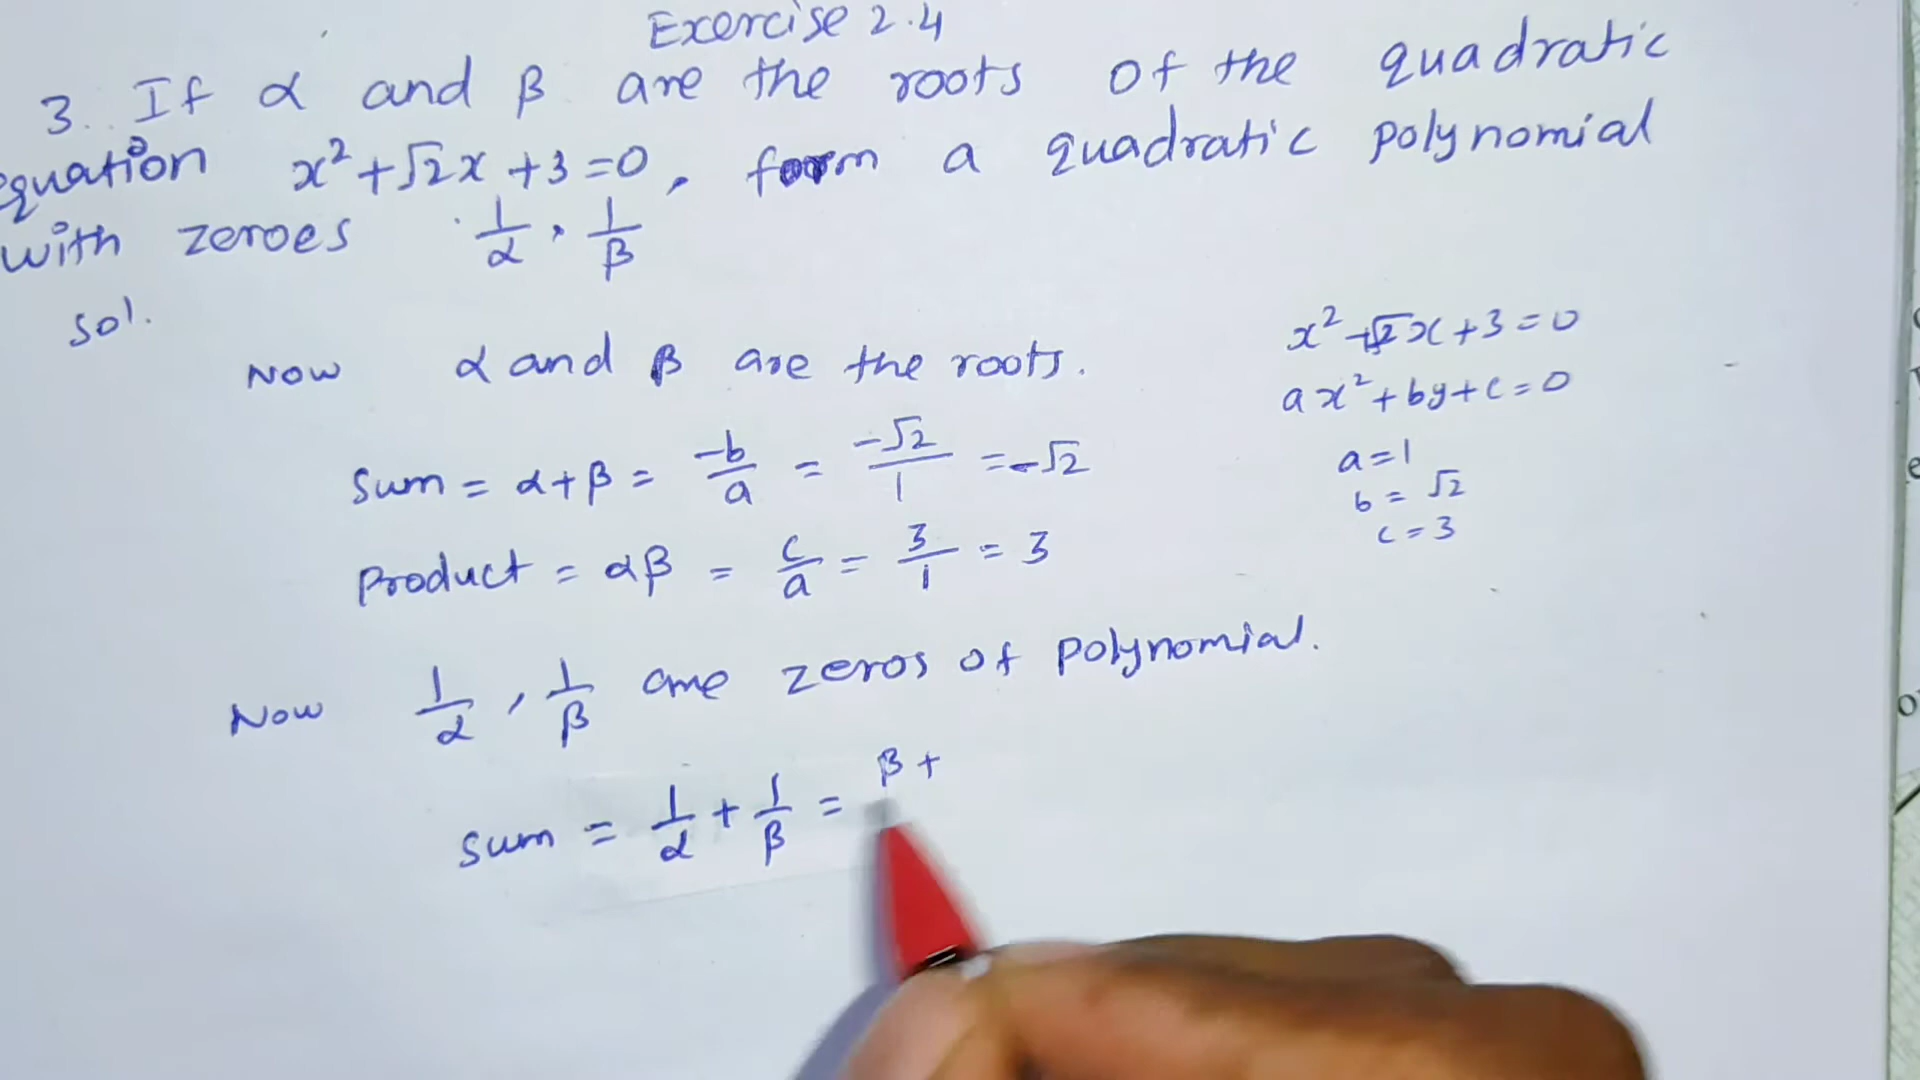 Exercise 2.4
3. If α and β are the roots of the quadratic
equation x² + √2x + 3 = 0, form a quadratic polynomial
with zeroes 1/α, 1/β
Sol.
Now α and β are the roots.
Sum = α+β = -b/a = -√2/1 = -√2
Product = αβ = c/a = 3/1 = 3
x² + √2x + 3 = 0
ax² + by + c = 0
a = 1
b = √2
c = 3
Now 1/α, 1/β are zeros of polynomial.
Sum = 1/α + 1/β = β +